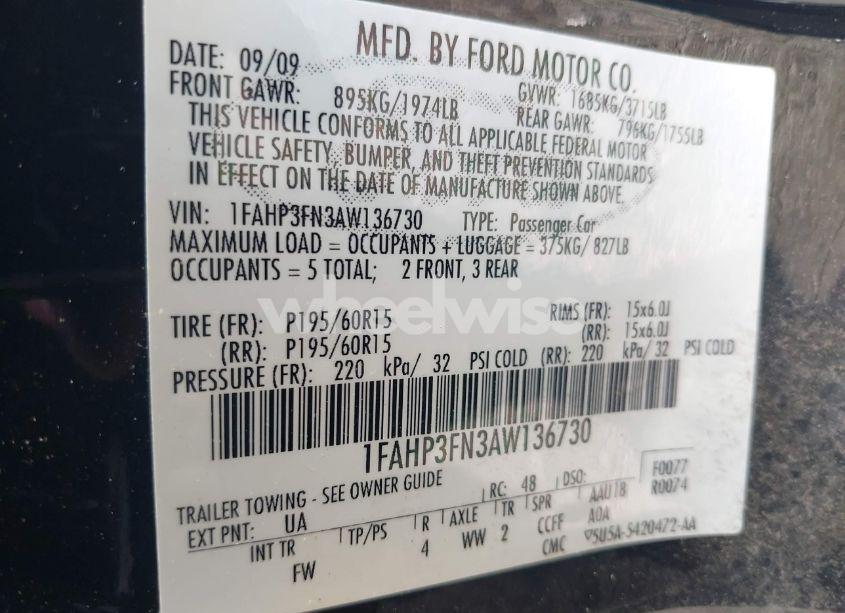 MFD. BY FORD MOTOR CO.
DATE: 09/09 GVWR: 1685KG/3715LB
FRONT GAWR: 895KG/1974LB REAR GAWR: 796KG/1755LB
THIS VEHICLE CONFORMS TO ALL APPLICABLE FEDERAL MOTOR
VEHICLE SAFETY, BUMPER, AND THEFT PREVENTION STANDARDS
IN EFFECT ON THE DATE OF MANUFACTURE SHOWN ABOVE.
VIN: 1FAHP3FN3AW136730 TYPE: Passenger Car
MAXIMUM LOAD = OCCUPANTS + LUGGAGE = 375KG/ 827LB
OCCUPANTS = 5 TOTAL; 2 FRONT, 3 REAR
wheelwise
TIRE (FR): P195/60R15 RIMS (FR): 15x6.0J
(RR): P195/60R15 (RR): 15x6.0J
PRESSURE (FR): 220 kPa/ 32 PSI COLD (RR): 220 kPa/ 32 PSI COLD
1FAHP3FN3AW136730
TRAILER TOWING - SEE OWNER GUIDE RC: 48 DSO: F0077
EXT PNT: UA AAU18 R0074
INT TR TP/PS R AXLE TR SPR A0A
FW 4 WW 2 CCFF
CMC 5U5A-5420472-AA